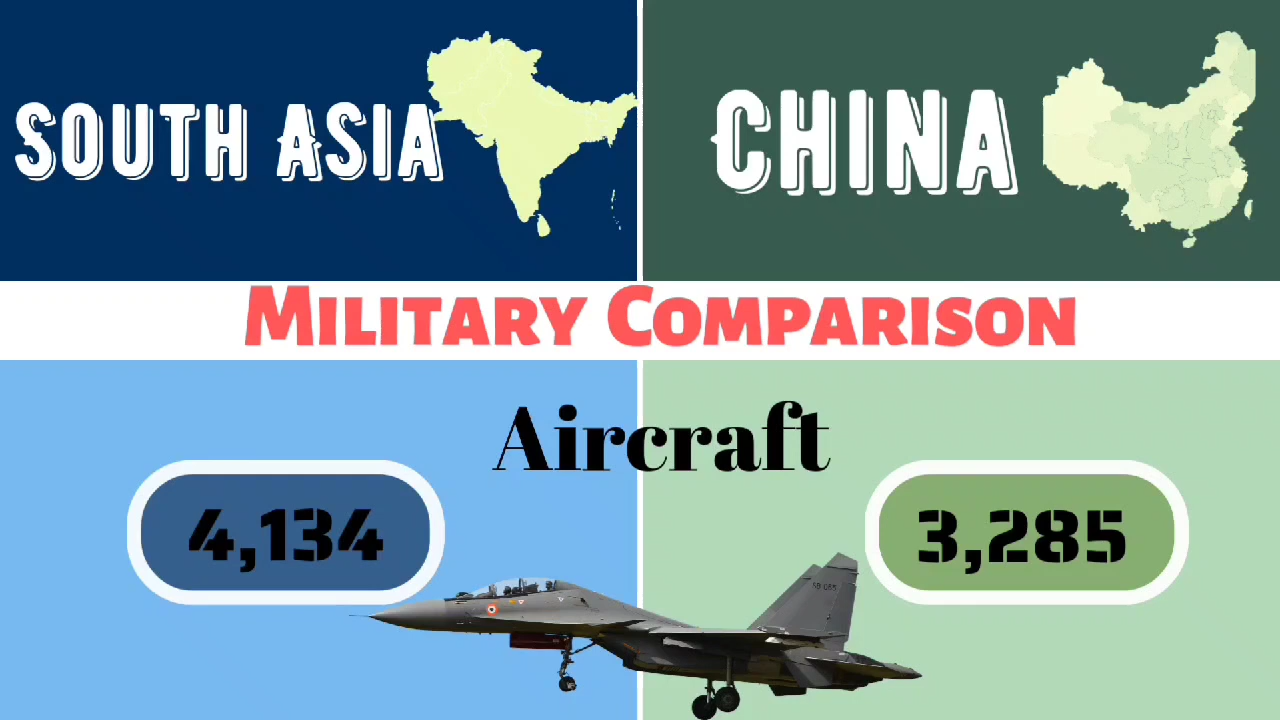 SOUTH ASIA
CHINA
MILITARY COMPARISON
Aircraft
4,134
3,285